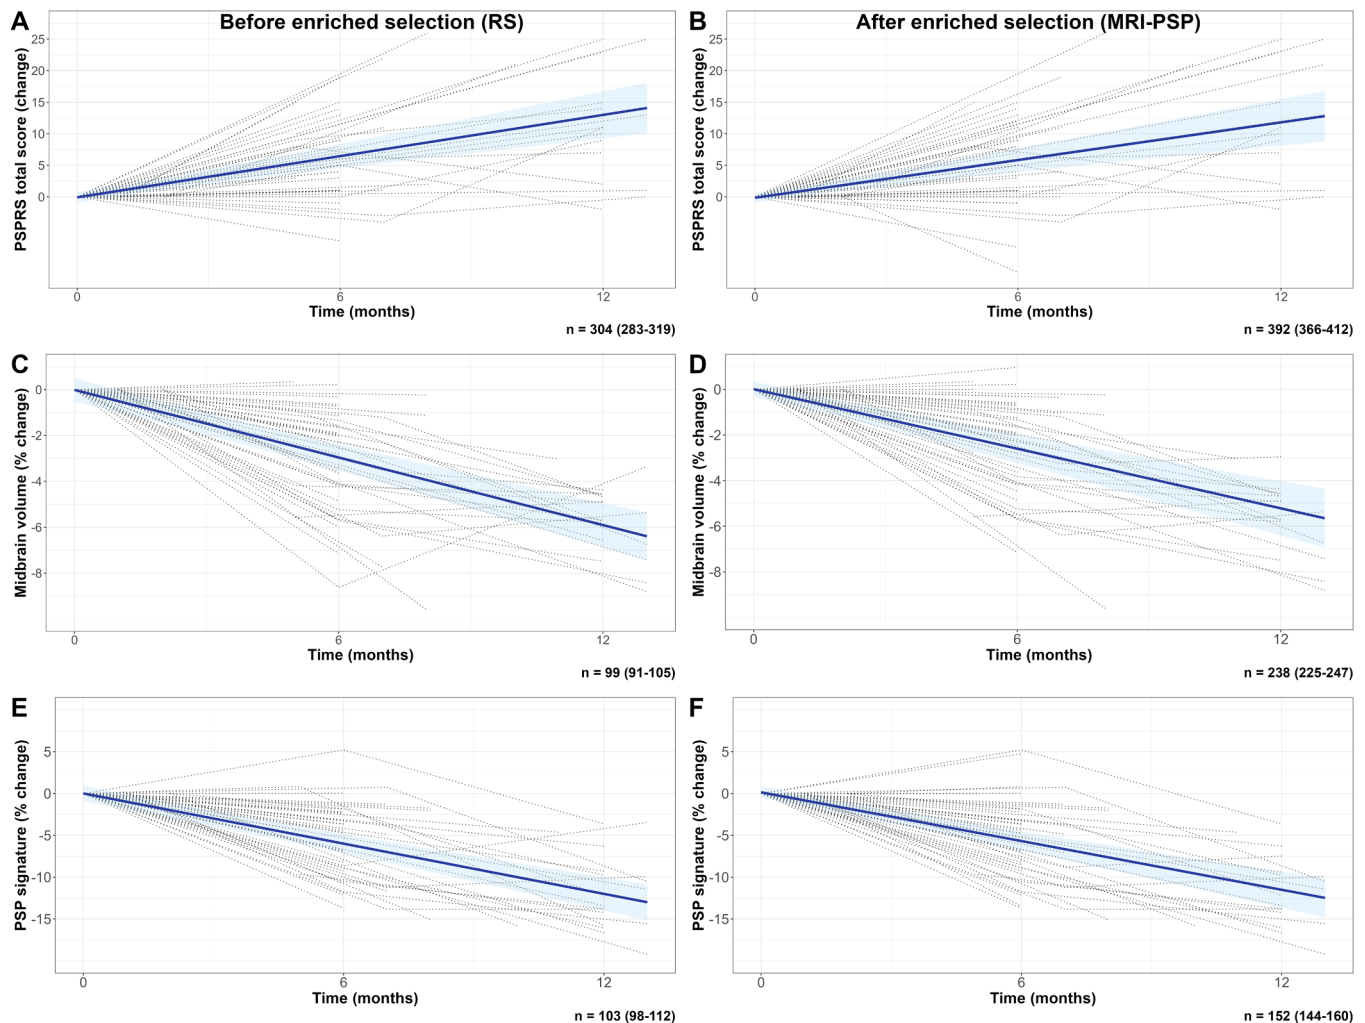 A
Before enriched selection (RS)
PSPRS total score (change)
25
20
15
10
5
0
0
6
12
Time (months)
n = 304 (283-319)
B
After enriched selection (MRI-PSP)
PSPRS total score (change)
25
20
15
10
5
0
0
6
12
Time (months)
n = 392 (366-412)
C
Midbrain volume (% change)
0
-2
-4
-6
-8
0
6
12
Time (months)
n = 99 (91-105)
D
Midbrain volume (% change)
0
-2
-4
-6
-8
0
6
12
Time (months)
n = 238 (225-247)
E
PSP signature (% change)
5
0
-5
-10
-15
0
6
12
Time (months)
n = 103 (98-112)
F
PSP signature (% change)
5
0
-5
-10
-15
0
6
12
Time (months)
n = 152 (144-160)